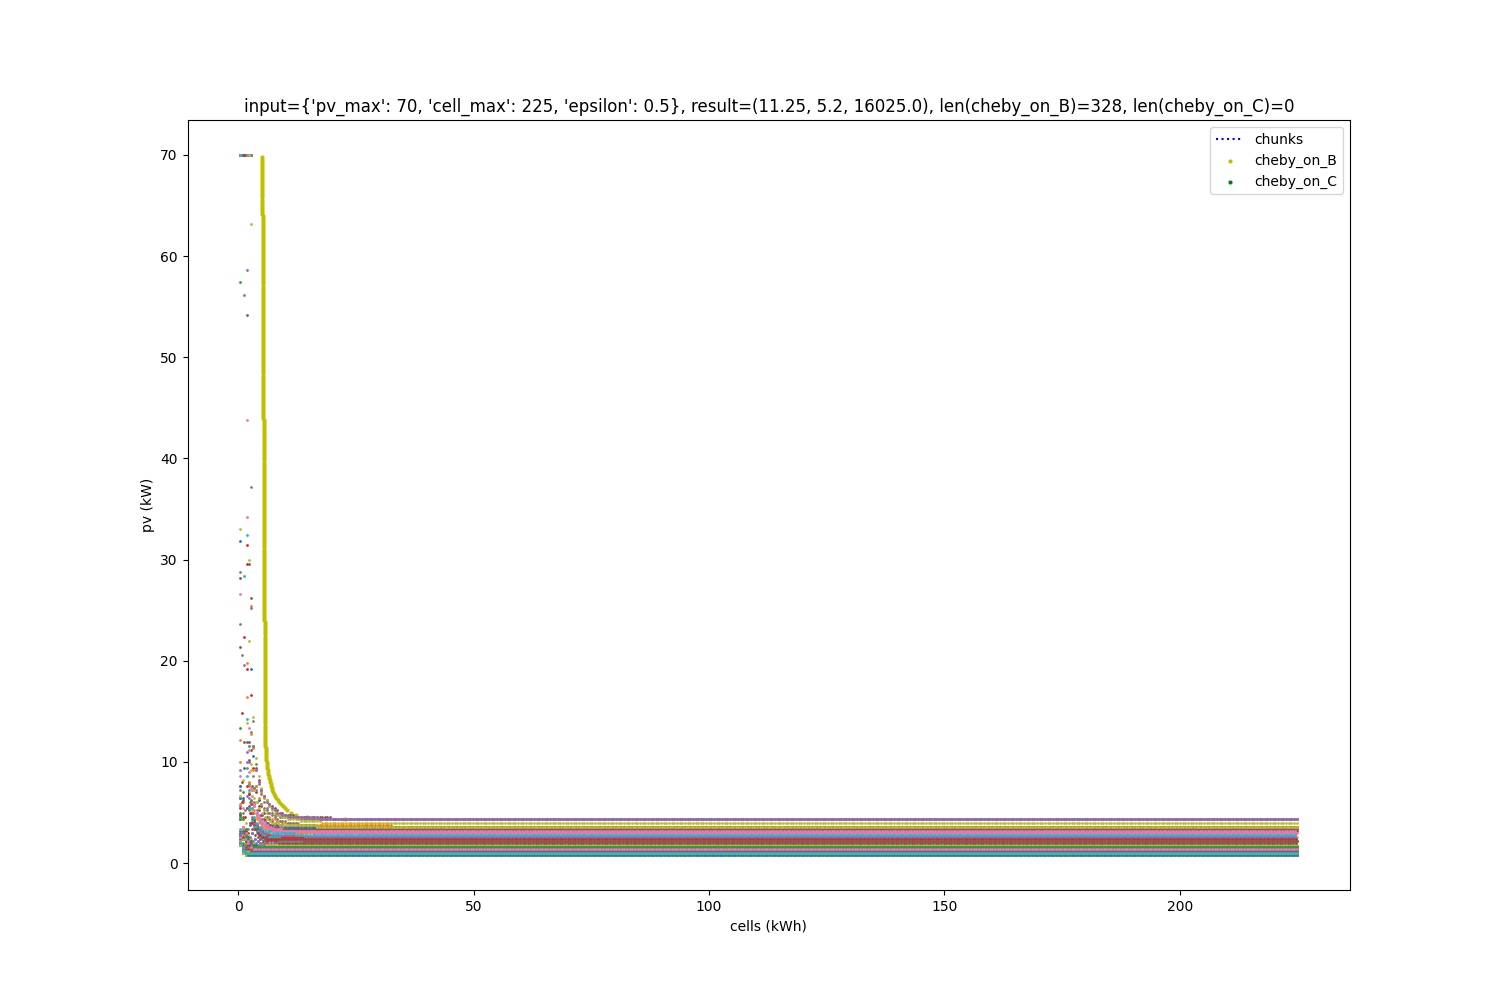 input={'pv_max': 70, 'cell_max': 225, 'epsilon': 0.5}, result=(11.25, 5.2, 16025.0), len(cheby_on_B)=328, len(cheby_on_C)=0
chunks
cheby_on_B
cheby_on_C
70
60
50
40
30
20
10
0
pv (kW)
0
50
100
150
200
cells (kWh)